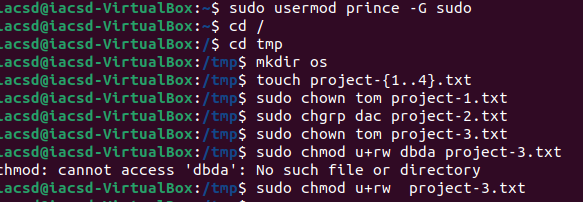 iacsd@iacsd-VirtualBox:~$ sudo usermod prince -G sudo
iacsd@iacsd-VirtualBox:~$ cd /
iacsd@iacsd-VirtualBox:/$ cd tmp
iacsd@iacsd-VirtualBox:/tmp$ mkdir os
iacsd@iacsd-VirtualBox:/tmp$ touch project-{1..4}.txt
iacsd@iacsd-VirtualBox:/tmp$ sudo chown tom project-1.txt
iacsd@iacsd-VirtualBox:/tmp$ sudo chgrp dac project-2.txt
iacsd@iacsd-VirtualBox:/tmp$ sudo chown tom project-3.txt
iacsd@iacsd-VirtualBox:/tmp$ sudo chmod u+rw dbda project-3.txt
chmod: cannot access 'dbda': No such file or directory
iacsd@iacsd-VirtualBox:/tmp$ sudo chmod u+rw  project-3.txt